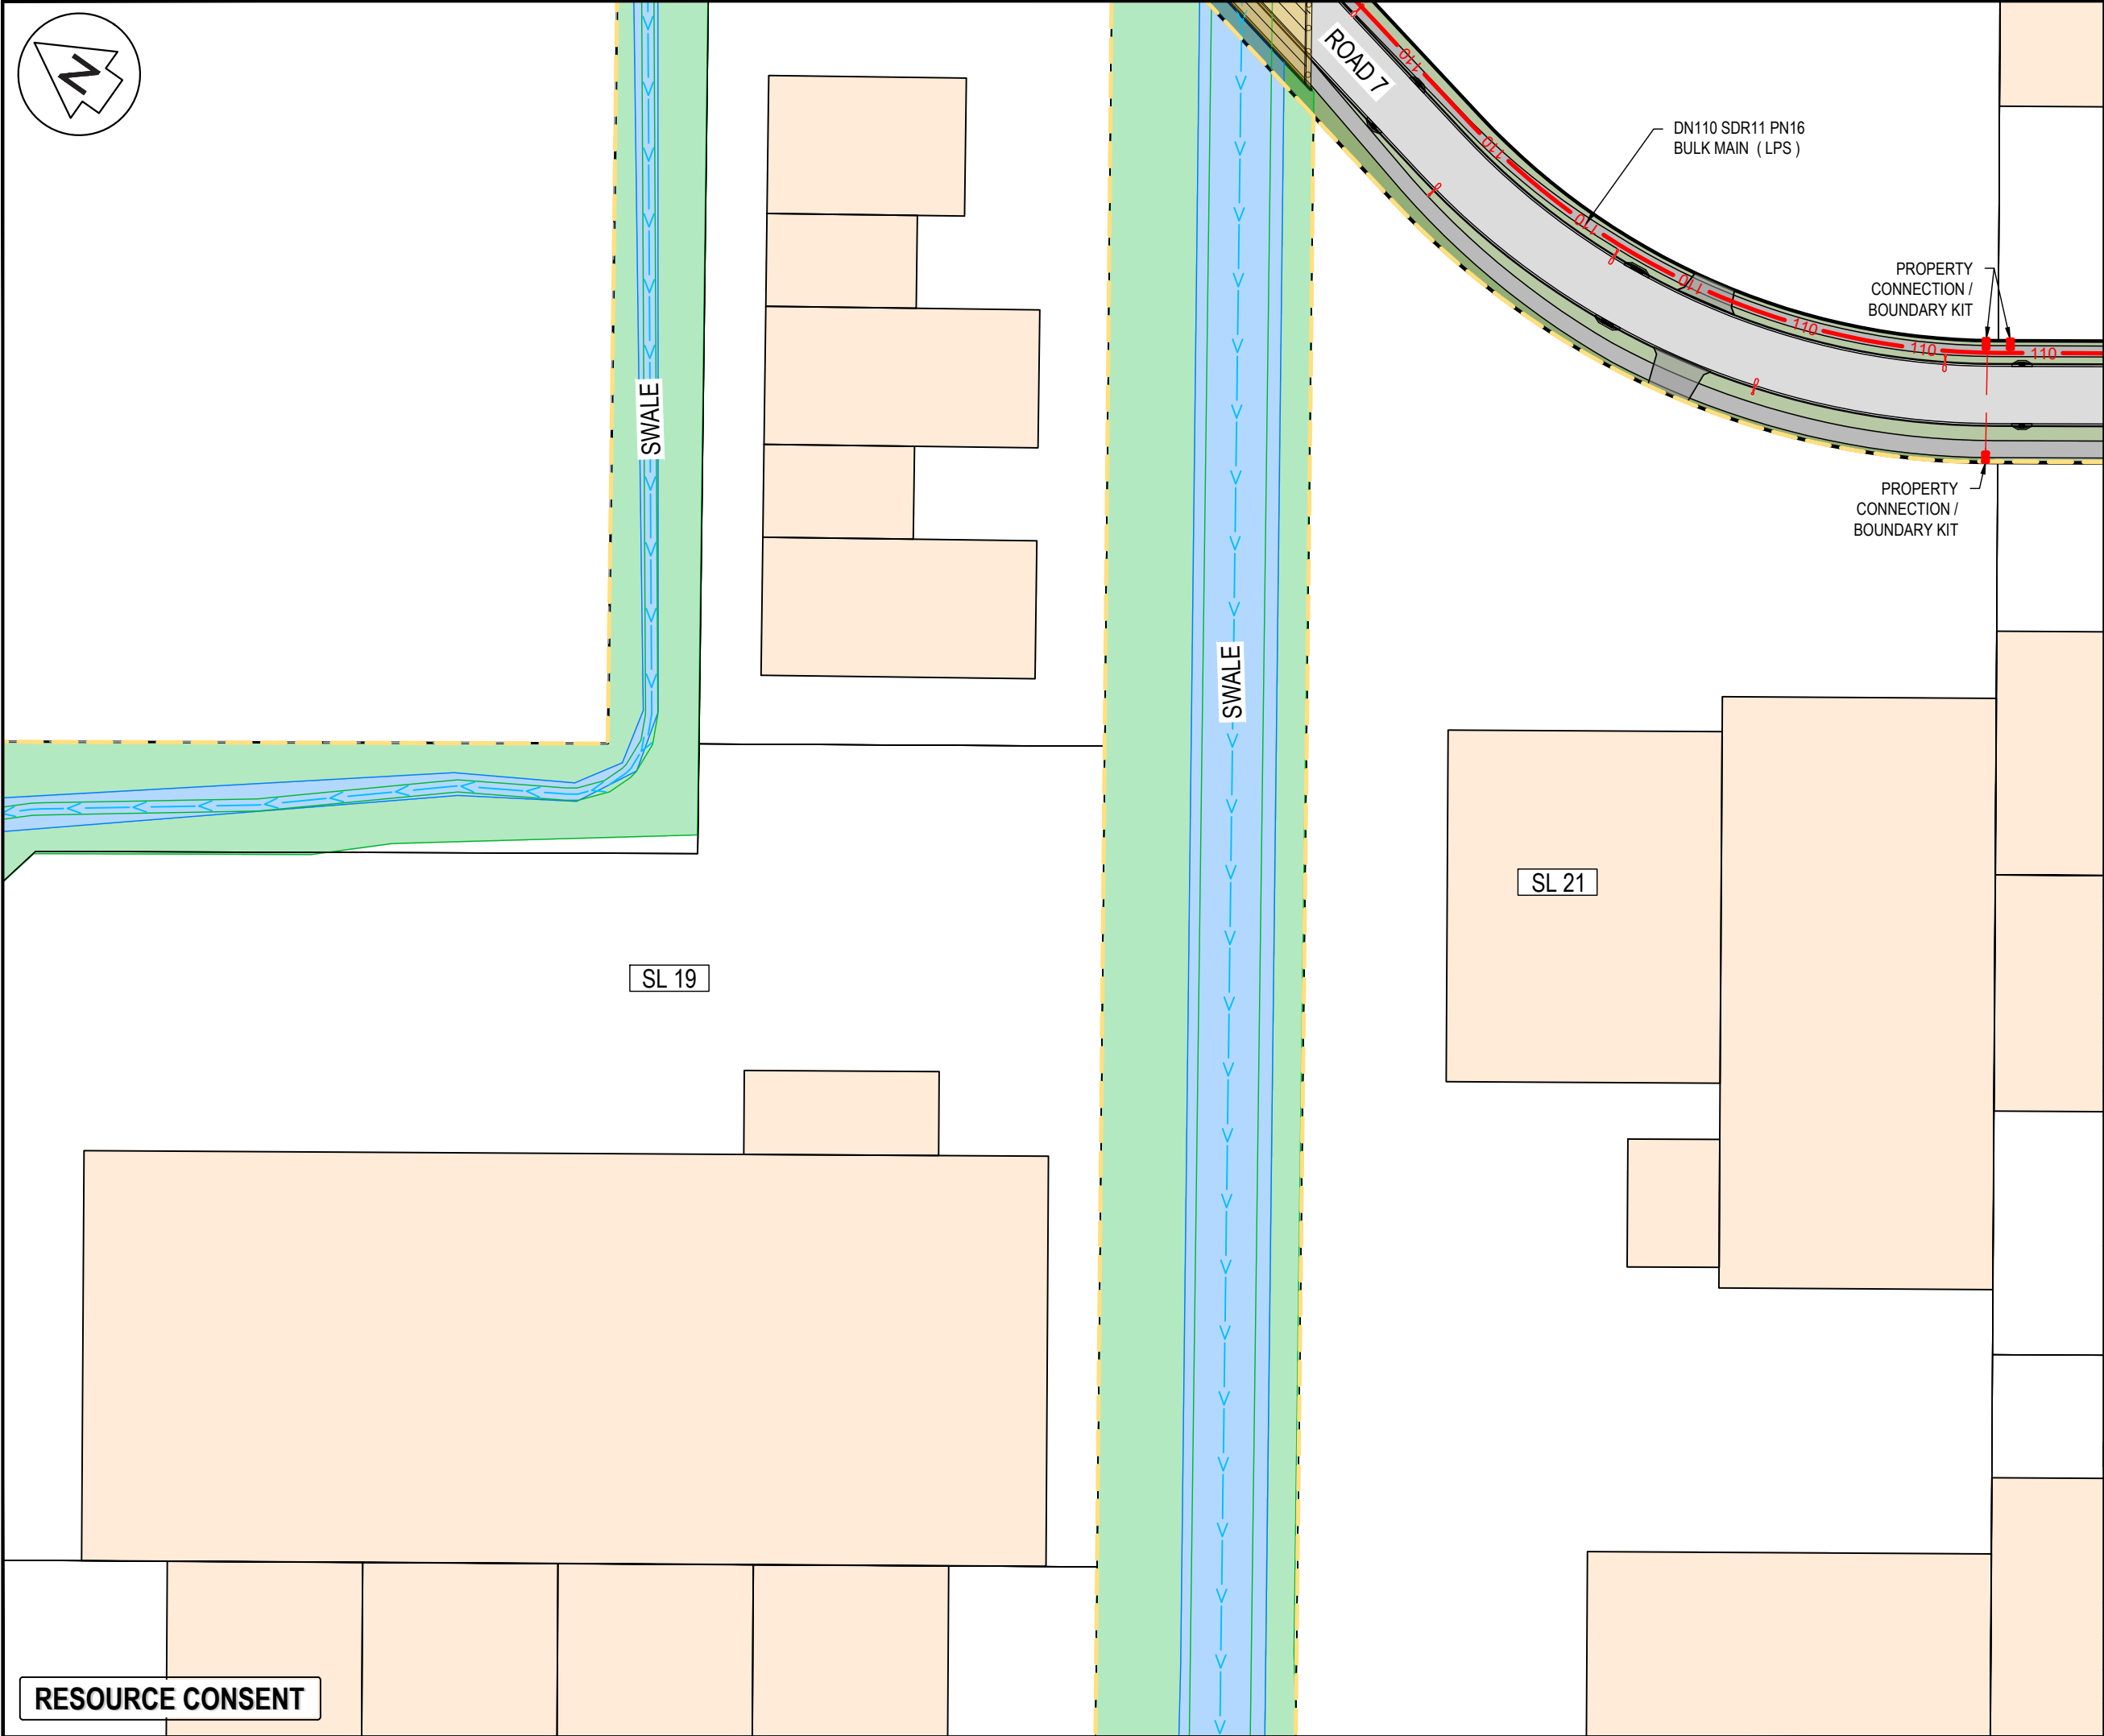 N
ROAD 7
110
110
110
110
110
110
110
DN110 SDR11 PN16
BULK MAIN ( LPS )
PROPERTY
CONNECTION /
BOUNDARY KIT
PROPERTY
CONNECTION /
BOUNDARY KIT
SWALE
SWALE
SL 21
SL 19
RESOURCE CONSENT